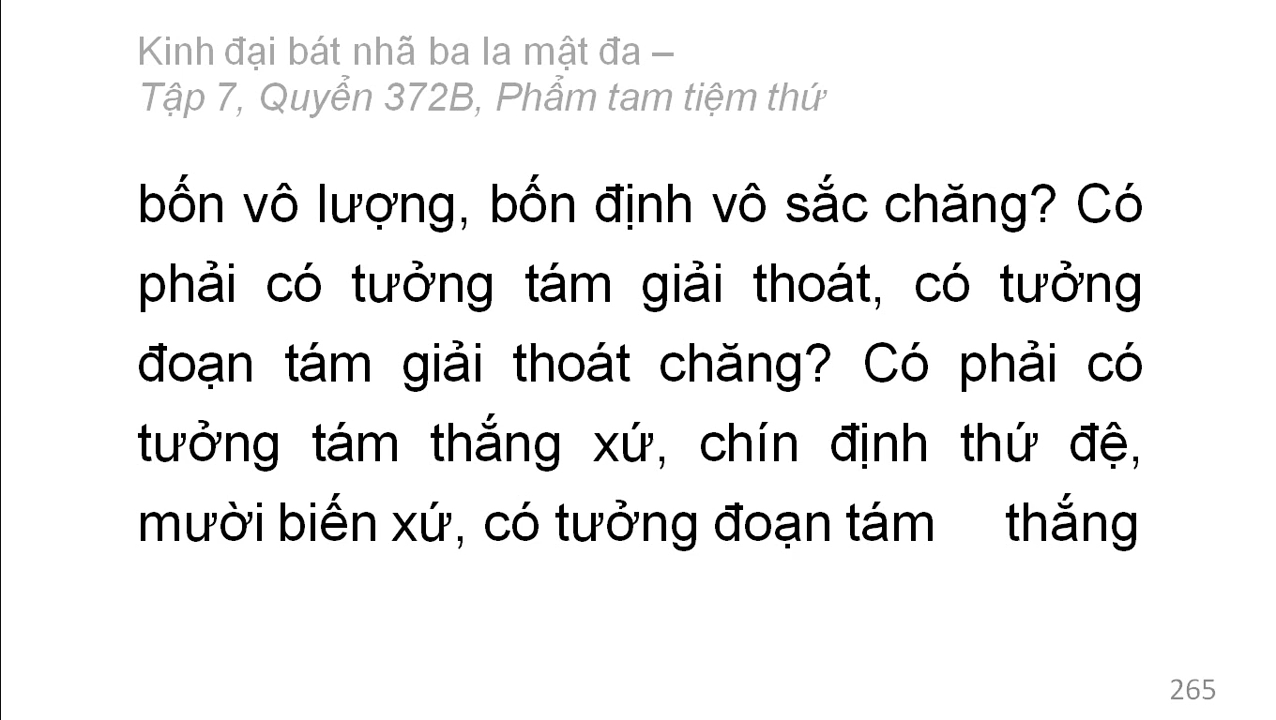 Kinh đại bát nhã ba la mật đa –
Tập 7, Quyển 372B, Phẩm tam tiệm thứ
bốn vô lượng, bốn định vô sắc chăng? Có
phải có tưởng tám giải thoát, có tưởng
đoạn tám giải thoát chăng? Có phải có
tưởng tám thắng xứ, chín định thứ đệ,
mười biến xứ, có tưởng đoạn tám thắng
265